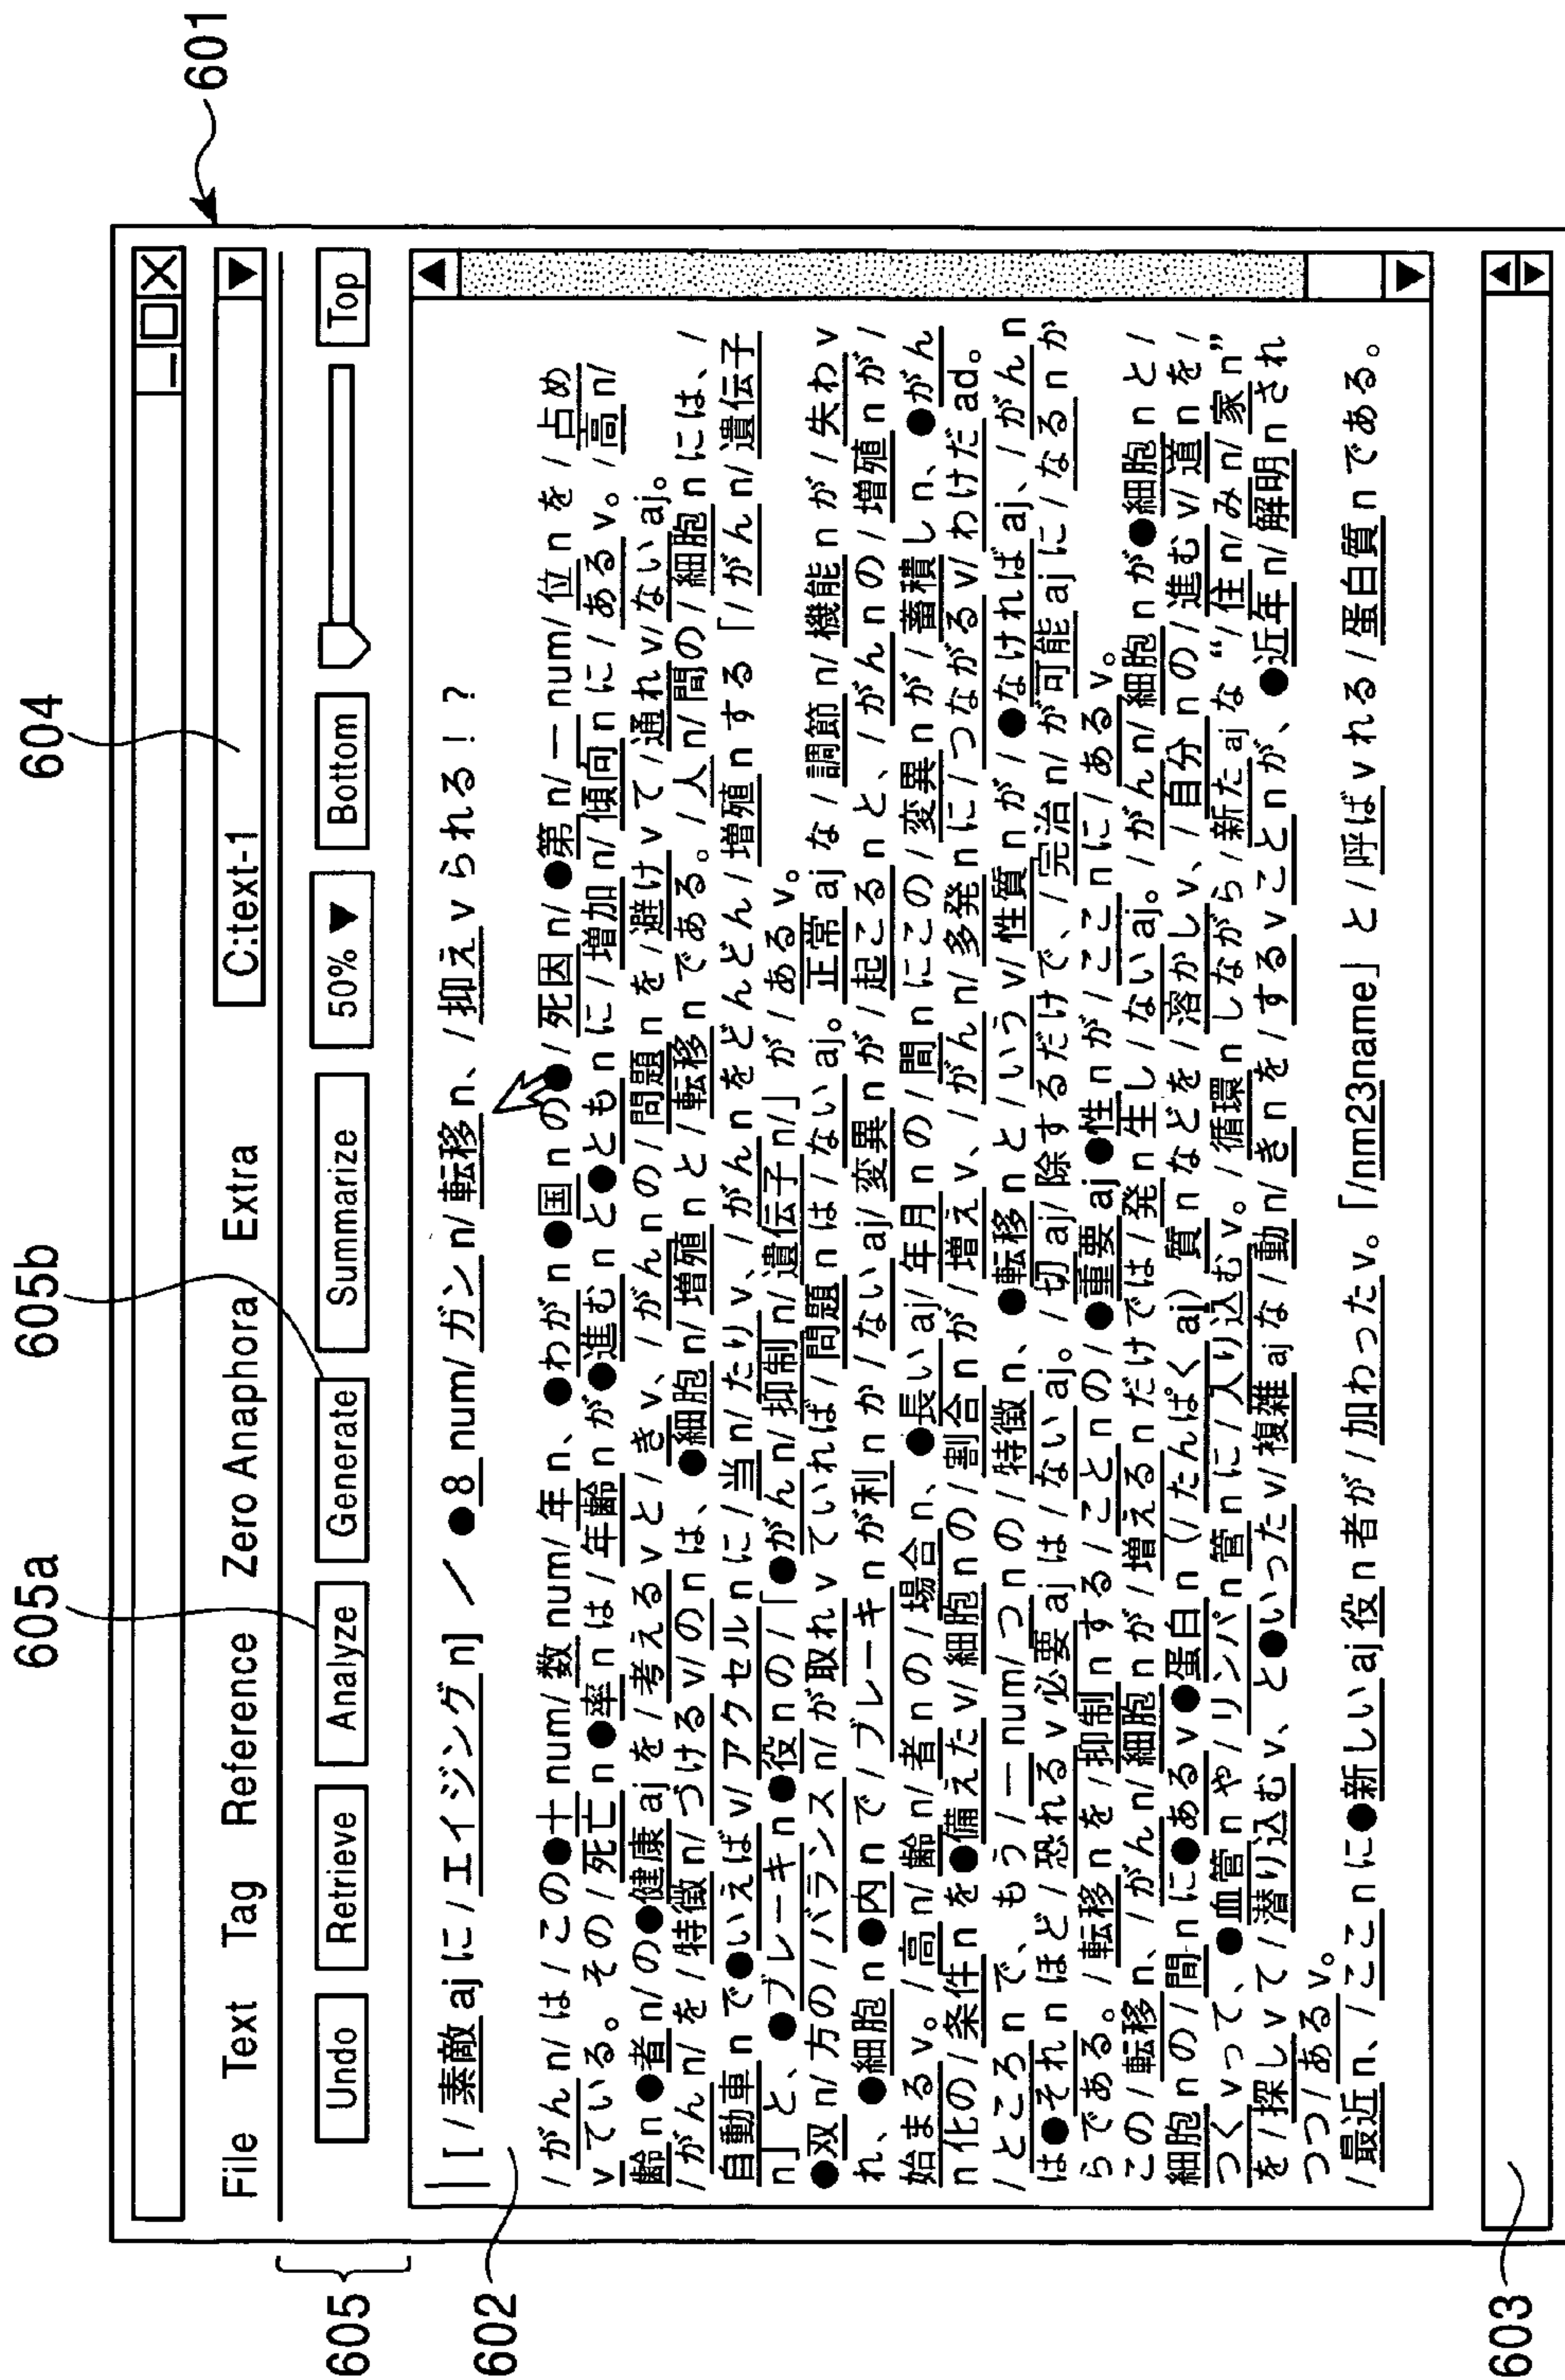 601
604
605b
605a
605
602
603
C:text-1
File Text Tag Reference Zero Anaphora Extra
Undo Retrieve Analyze Generate Summarize 50% ▼ Bottom Top
[ /素敵 aj に /エイジング n] ／ ●8 num/ ガン n/ 転移 n、/抑え v られる！？
/がん n/ は / この●十 num/ 数 num/ 年 n、●わが n●国 n の●/死因 n/ ●第 n/ 一 num/ 位 n を / 占め
v ている。その / 死亡 n●率 n は / 年齢 n が●進む n と●とも n に / 増加 n/ 傾向 n に / ある v。/ 高 n/
齢 n●者 n/ の●健康 aj を / 考える v と / き v、/がん n の / 問題 n を / 避け v て / 通れ v/ ない aj。
/がん n/ を / 特徴 n/ づける v/ の n は、●細胞 n/ 増殖 n と / 転移 n である。/ 人 n/ 間の / 細胞 n には、/
自動車 n で●いえば v/ アクセル n に / 当 n/ たり v、/がん n をどんどん / 増殖 n する「/がん n/ 遺伝子
n」と、●ブレーキ n●役 n の /「●がん n/ 抑制 n/ 遺伝子 n/」が / ある v。
●双 n/ 方の / バランス n/ が取れ v ていれば / 問題 n は / ない aj。正常 aj な / 調節 n/ 機能 n が / 失わ v
れ、●細胞 n●内 n で / ブレーキ n が利 n か / ない aj/ 変異 n が / 起こる n と、/がん n の / 増殖 n が /
始まる v。/高 n/ 齢 n/ 者 n の / 場合 n、●長い aj/ 年月 n の / 間 n にこの / 変異 n が / 蓄積し n、●がん
n 化の / 条件 n を●備えた v/ 細胞 n の / 割合 n が / 増え v、/がん n/ 多発 n に / つながる v/ わけだ ad。
/ところ n で、もう / 一 num/ つ n の / 特徴 n、●転移 n と / いう v/ 性質 n が / ●なければ aj、/がん n
は●それ n ほど / 恐れる v 必要 aj は / ない aj。/切 aj/ 除するだけで、/ 完治 n/ が可能 aj に / なる n か
らである。/転移 n を / 抑制 n する / こと n の / ●重要 aj●性 n が / ここ n に / ある v。
この / 転移 n、/がん n/ 細胞 n が / 増える n だけでは / 発 n 生し / ない aj。/がん n/ 細胞 n が●細胞 n と /
細胞 n の / 間 n に●ある v●蛋白 n (/ たんぱく aj) 質 n などを / 溶かし v、/ 自分 n の / 進む v/ 道 n を /
つく v って、●血管 n や / リンパ n 管 n に / 入り込む v。/循環 n しながら / 新た aj な “/ 住 n/ み n/ 家 n”
を / 探し v て / 潜り込む v、と●いった v/ 複雑 aj な / 動 n/ き n を / する v こと n が、●近年 n/ 解明 n され
つつ / ある v。
/最近 n、/ここ n に●新しい aj 役 n 者が / 加わった v。「/nm23name」と / 呼ば v れる / 蛋白質 n である。